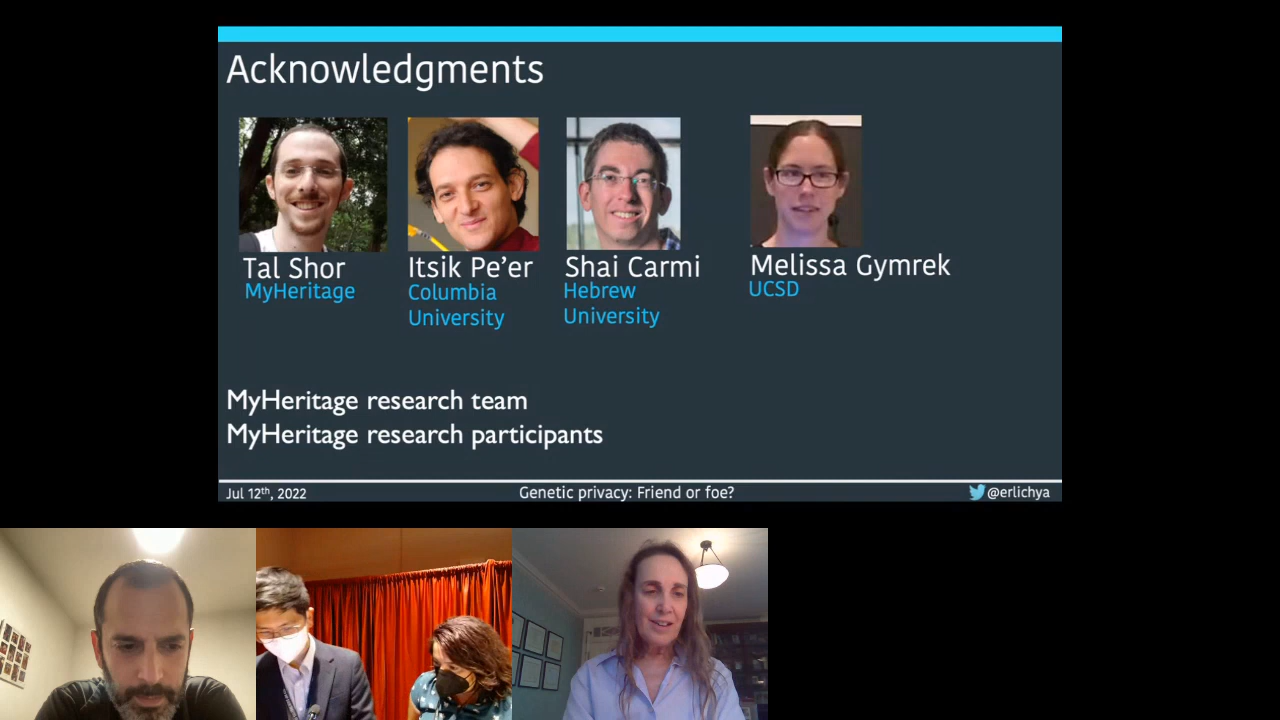 Acknowledgments
Tal Shor
MyHeritage
Itsik Pe’er
Columbia
University
Shai Carmi
Hebrew
University
Melissa Gymrek
UCSD
MyHeritage research team
MyHeritage research participants
Jul 12th, 2022
Genetic privacy: Friend or foe?
@erlichya